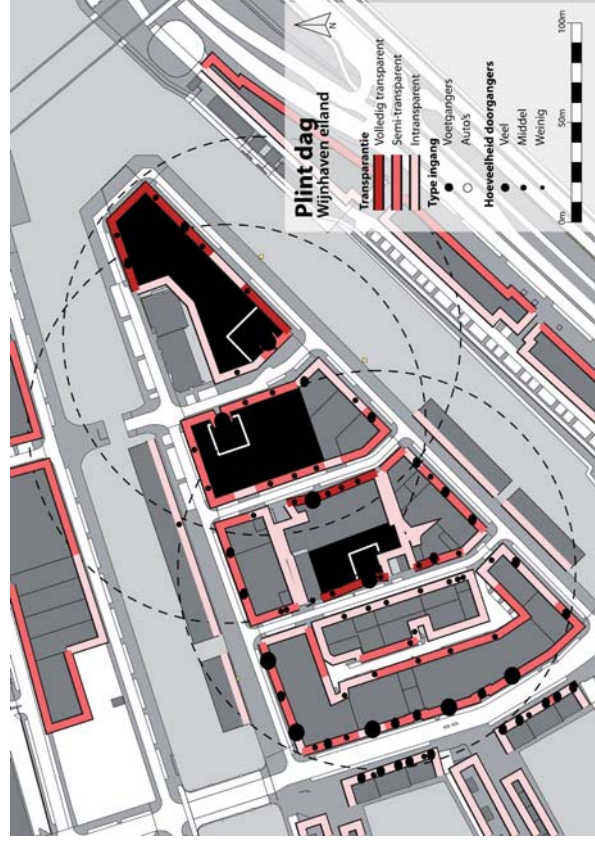 Plint dag
Wijnhaven eiland
Transparantie
Volledig transparent
Semi-transparent
Intransparent
Type ingang
Voetgangers
Auto's
Hoeveelheid doorgangers
Veel
Middel
Weinig
0m
50m
100m
N